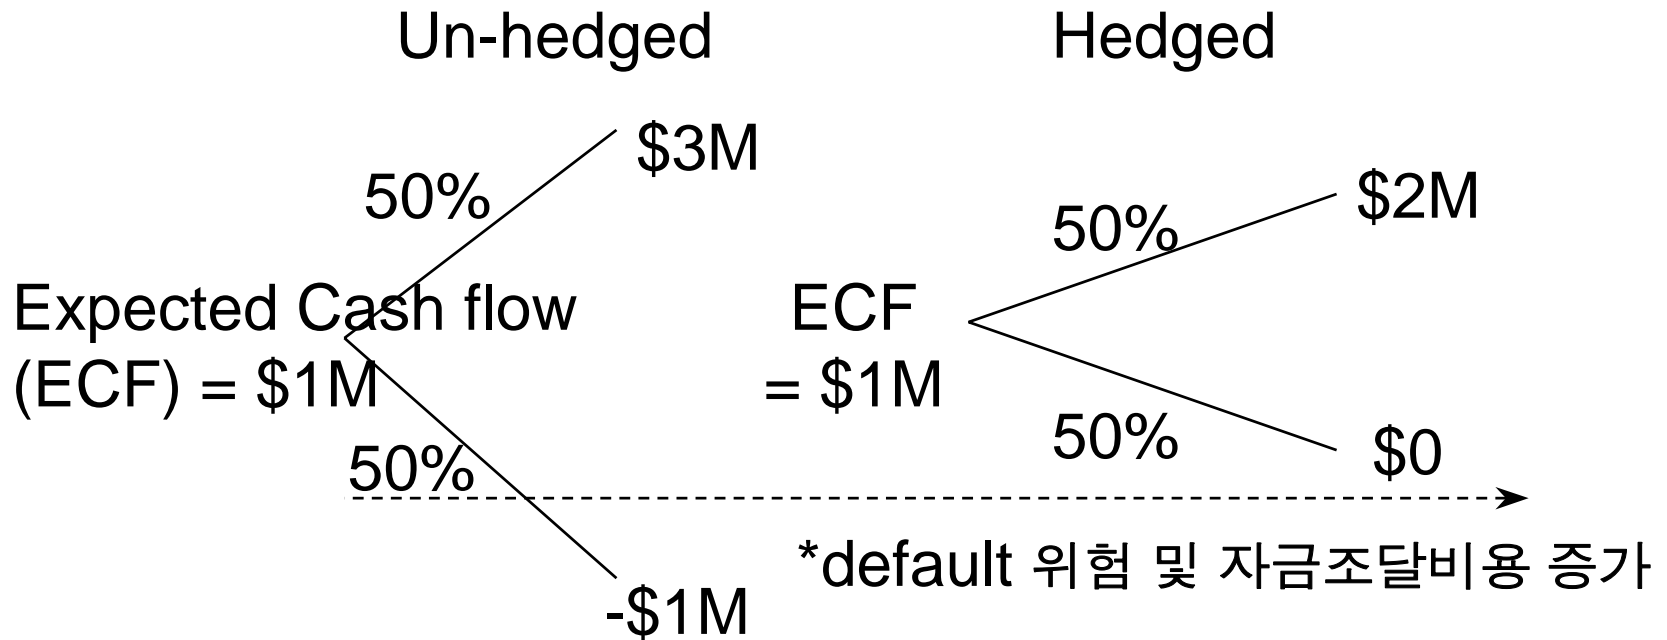 Un-hedged
Hedged
$3M
50%
$2M
50%
Expected Cash flow
(ECF) = $1M
ECF
= $1M
50%
50%
$0
*default 위험 및 자금조달비용 증가
-$1M